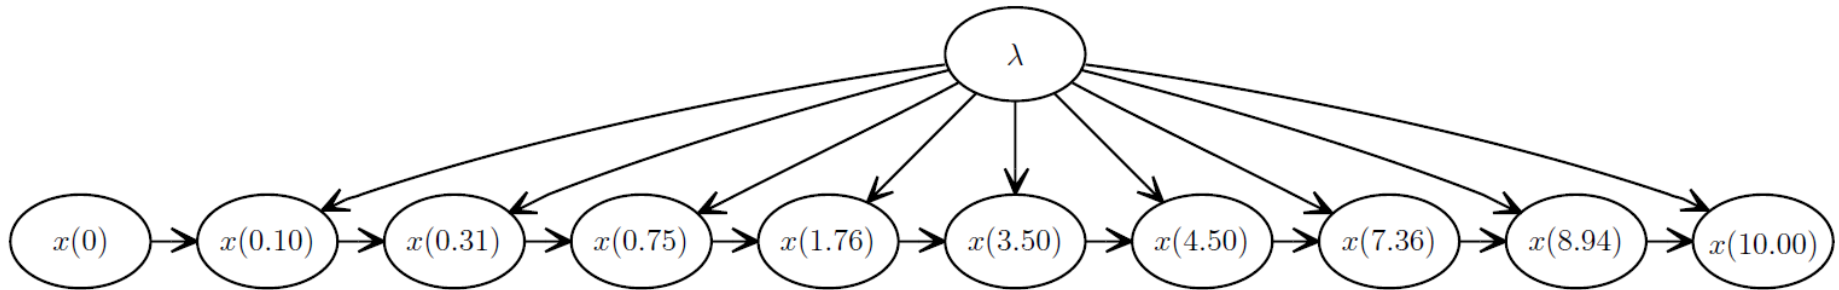 λ
x(0) x(0.10) x(0.31) x(0.75) x(1.76) x(3.50) x(4.50) x(7.36) x(8.94) x(10.00)